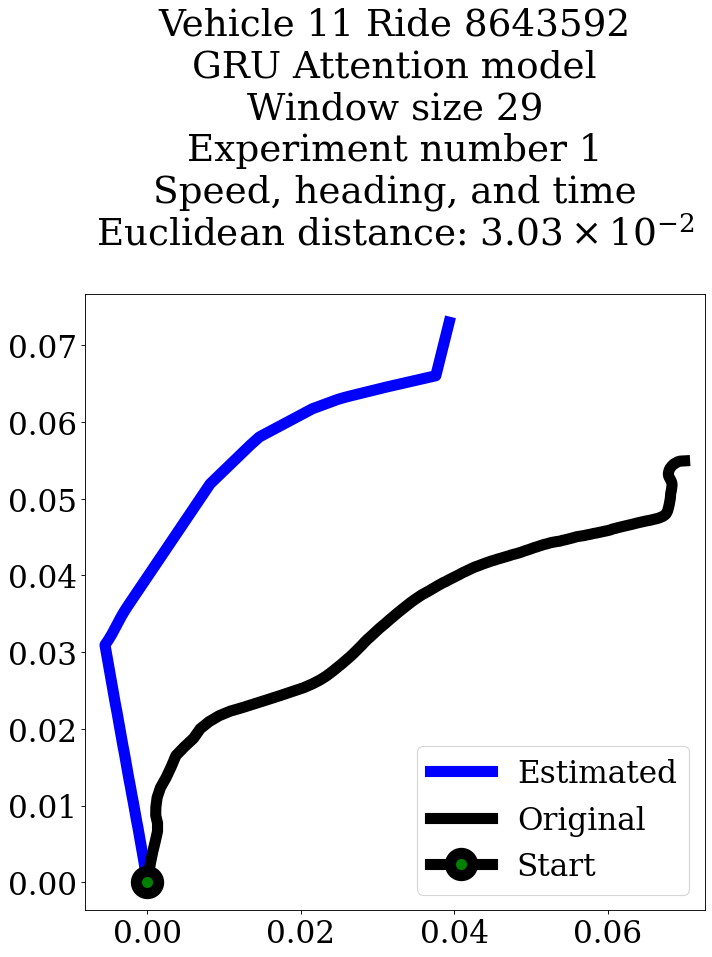 Vehicle 11 Ride 8643592
GRU Attention model
Window size 29
Experiment number 1
Speed, heading, and time
Euclidean distance: 3.03 × 10⁻²
0.07
0.06
0.05
0.04
0.03
0.02
0.01
0.00
Estimated
Original
Start
0.00 0.02 0.04 0.06